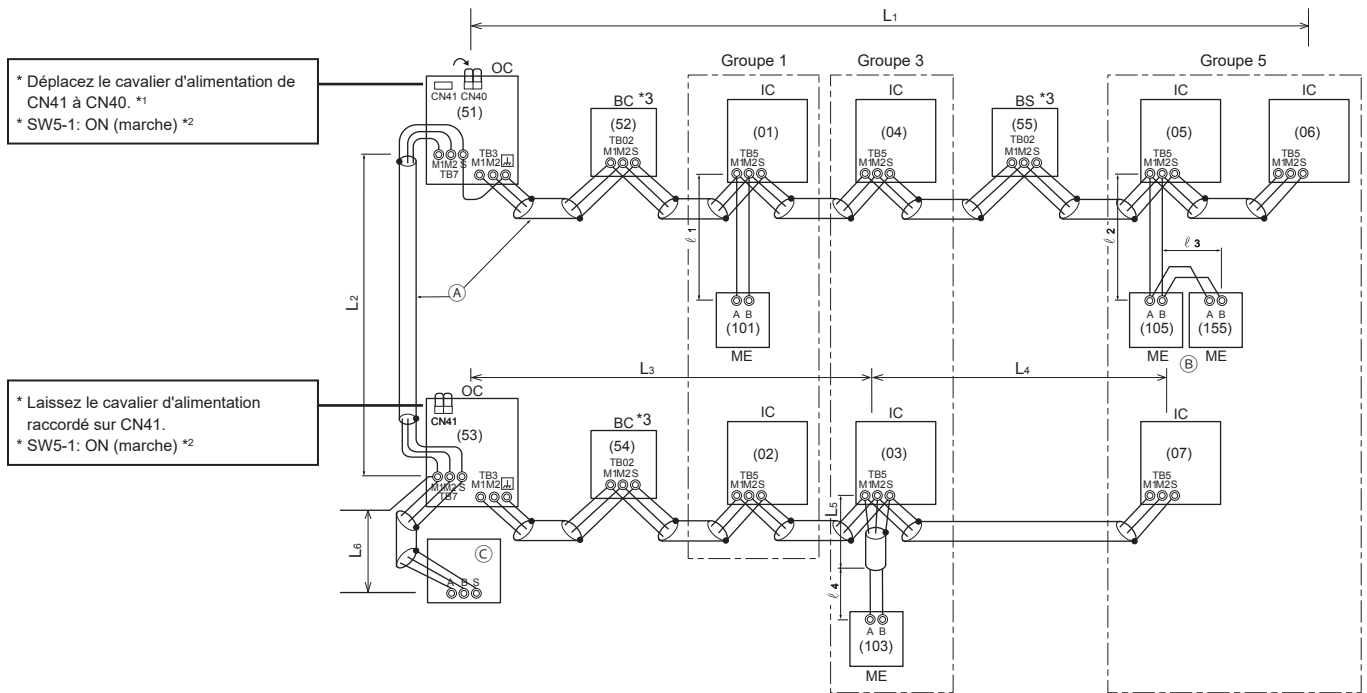 L1
Groupe 1
Groupe 3
Groupe 5
* Déplacez le cavalier d'alimentation de
CN41 à CN40. *1
* SW5-1: ON (marche) *2
OC
CN41 CN40
(51)
TB3
M1M2 S
M1M2
TB7
BC *3
(52)
TB02
M1M2S
IC
(01)
TB5
M1M2S
IC
(04)
TB5
M1M2S
BS *3
(55)
TB02
M1M2S
IC
(05)
TB5
M1M2S
IC
(06)
TB5
M1M2S
L2
A
ℓ 1
ℓ 2
ℓ 3
A B
(101)
ME
A B
(105)
ME
A B
(155)
ME
B
L3
L4
* Laissez le cavalier d'alimentation
raccordé sur CN41.
* SW5-1: ON (marche) *2
OC
CN41
(53)
TB3
M1M2 S
M1M2
TB7
BC *3
(54)
TB02
M1M2S
IC
(02)
TB5
M1M2S
IC
(03)
TB5
M1M2S
IC
(07)
TB5
M1M2S
L5
L6
C
A B S
ℓ 4
A B
(103)
ME